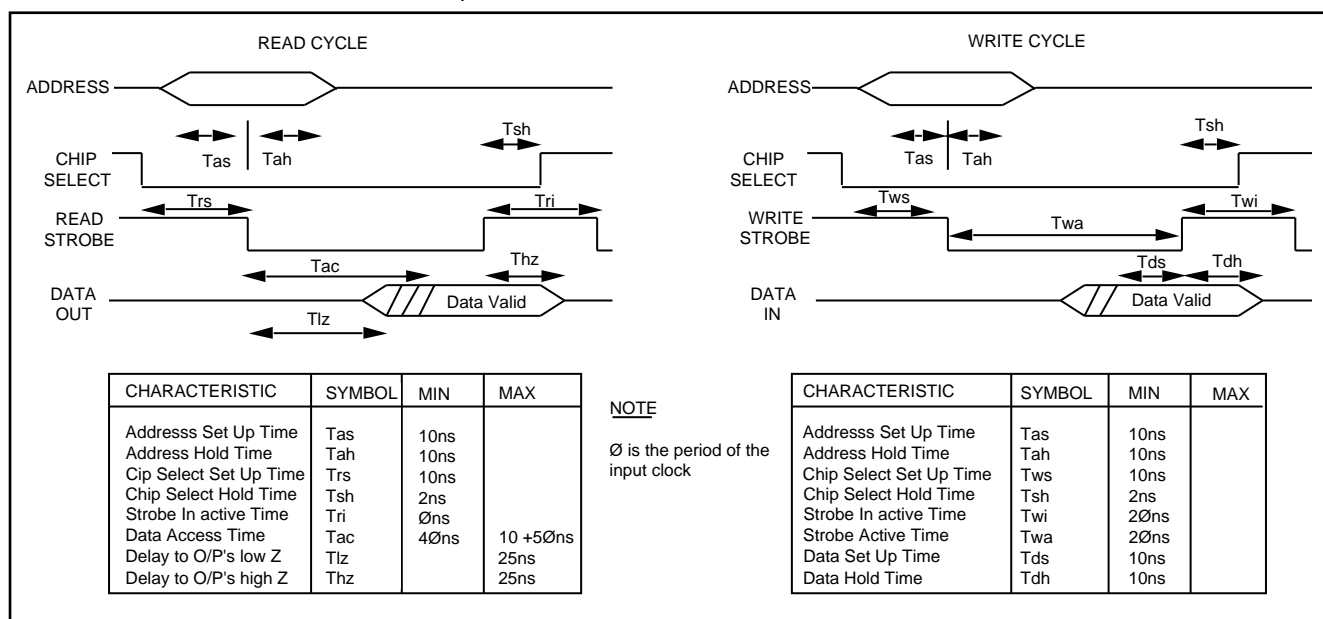 READ CYCLE
ADDRESS
Tas
Tah
Tsh
CHIP
SELECT
Trs
Tri
READ
STROBE
Tac
Thz
DATA
OUT
Data Valid
Tlz
CHARACTERISTIC SYMBOL MIN MAX
Addresss Set Up Time Tas 10ns
Address Hold Time Tah 10ns
Cip Select Set Up Time Trs 10ns
Chip Select Hold Time Tsh 2ns
Strobe In active Time Tri Øns
Data Access Time Tac 4Øns 10 +5Øns
Delay to O/P's low Z Tlz 25ns
Delay to O/P's high Z Thz 25ns
NOTE
Ø is the period of the
input clock
WRITE CYCLE
ADDRESS
Tas
Tah
Tsh
CHIP
SELECT
Tws
Twi
WRITE
STROBE
Twa
Tds
Tdh
DATA
IN
Data Valid
CHARACTERISTIC SYMBOL MIN MAX
Addresss Set Up Time Tas 10ns
Address Hold Time Tah 10ns
Chip Select Set Up Time Tws 10ns
Chip Select Hold Time Tsh 2ns
Strobe In active Time Twi 2Øns
Strobe Active Time Twa 2Øns
Data Set Up Time Tds 10ns
Data Hold Time Tdh 10ns